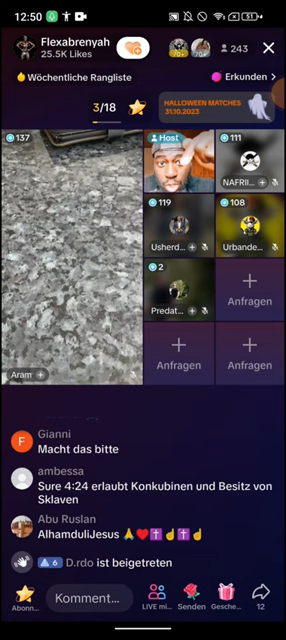 12:50
51
Flexabrenyah
25.5K Likes
243
Wöchentliche Rangliste
Erkunden >
3/18
HALLOWEEN MATCHES
31.10.2023
137
Host
111
NAFRII...
119
108
Usherd...
Urbande...
2
Predat...
Anfragen
Anfragen
Anfragen
Aram
Gianni
Macht das bitte
ambessa
Sure 4:24 erlaubt Konkubinen und Besitz von
Sklaven
Abu Ruslan
AlhamduliJesus 🙏❤️✝️☝️✝️☝️
6 D.rdo ist beigetreten
Kommentar...
Abonn...
LIVE mi...
Senden
Gesche...
12